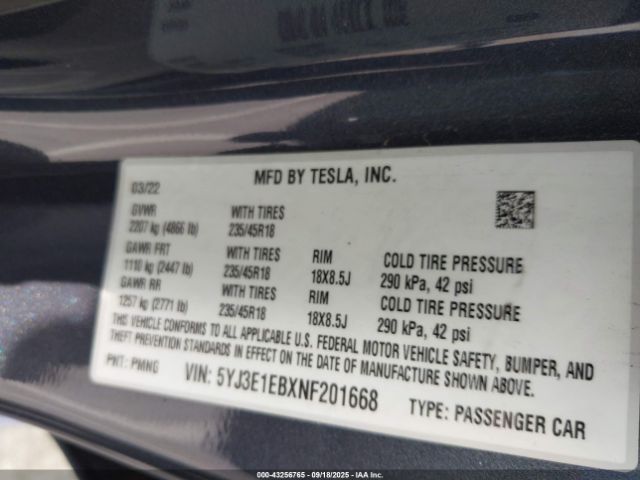 MFD BY TESLA, INC.
03/22
GVWR WITH TIRES
2207 kg (4866 lb) 235/45R18
GAWR FRT WITH TIRES RIM COLD TIRE PRESSURE
1110 kg (2447 lb) 235/45R18 18X8.5J 290 kPa, 42 psi
GAWR RR WITH TIRES RIM COLD TIRE PRESSURE
1257 kg (2771 lb) 235/45R18 18X8.5J 290 kPa, 42 psi
THIS VEHICLE CONFORMS TO ALL APPLICABLE U.S. FEDERAL MOTOR VEHICLE SAFETY, BUMPER, AND
THEFT PREVENTION STANDARDS IN EFFECT ON THE DATE OF MANUFACTURE SHOWN ABOVE.
PNT: PMNG VIN: 5YJ3E1EBXNF201668 TYPE: PASSENGER CAR
00-43256765 - 09/18/2025 - IAA Inc.